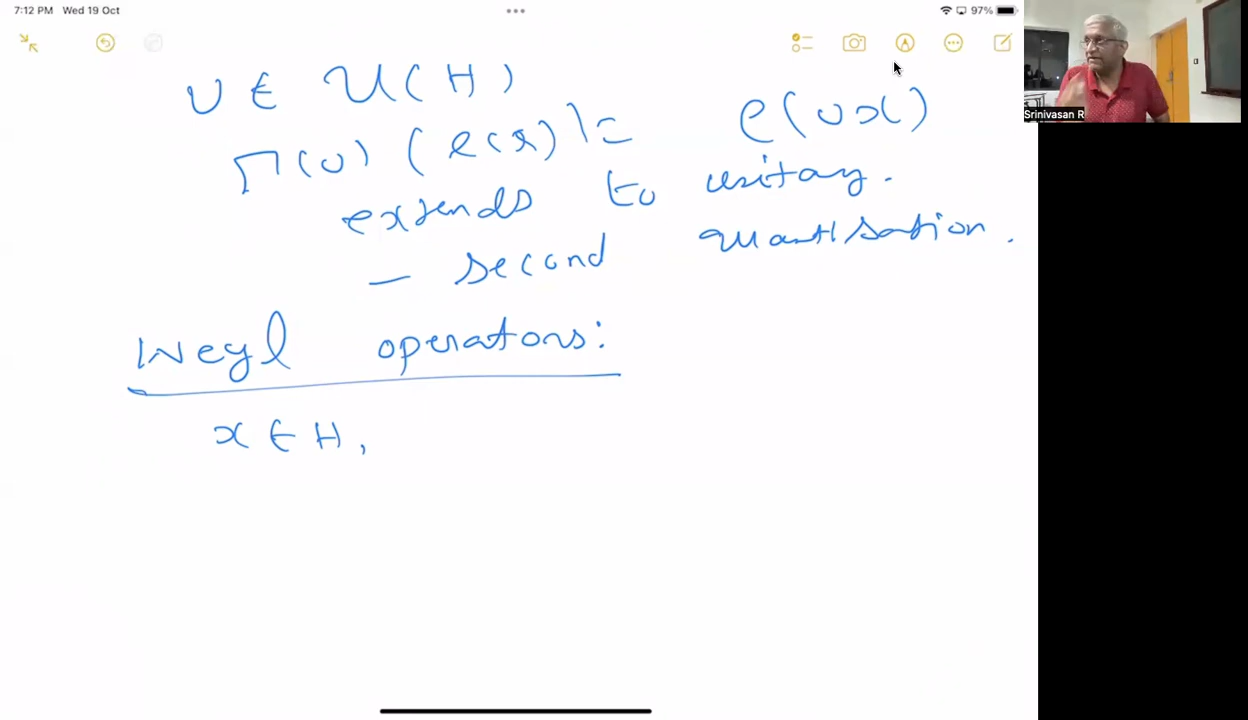 7:12 PM Wed 19 Oct
97%
U ∈ U(H)
Γ(U) (e(x)) = e(Ux)
extends to unitary.
— second quantisation.
Weyl operators:
x ∈ H,
Srinivasan R